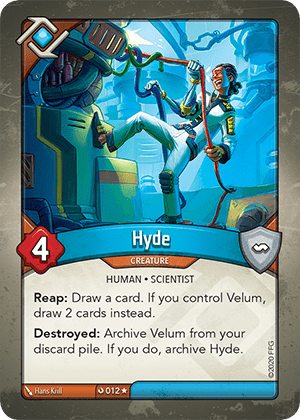 4
Hyde
CREATURE
HUMAN • SCIENTIST
Reap: Draw a card. If you control Velum,
draw 2 cards instead.
Destroyed: Archive Velum from your
discard pile. If you do, archive Hyde.
©2020 FFG
Hans Krill
012★